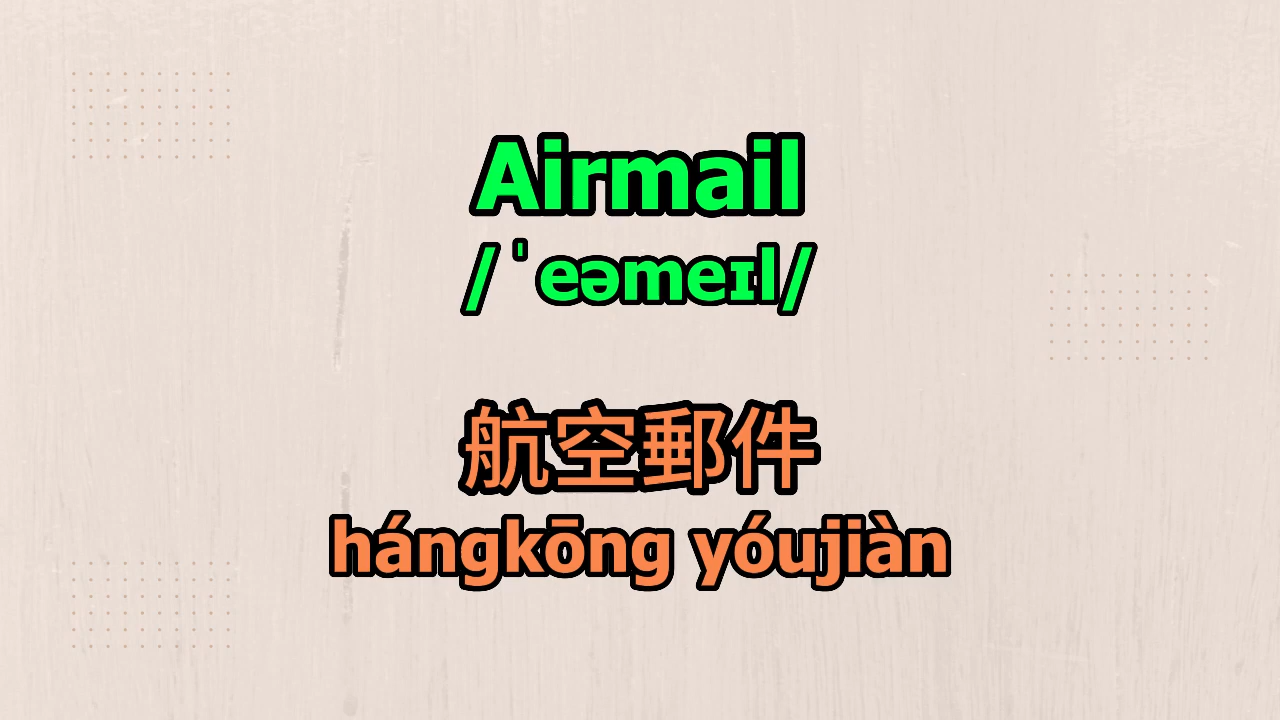 Airmail
/ˈeəmeɪl/
航空郵件
hángkōng yóujiàn